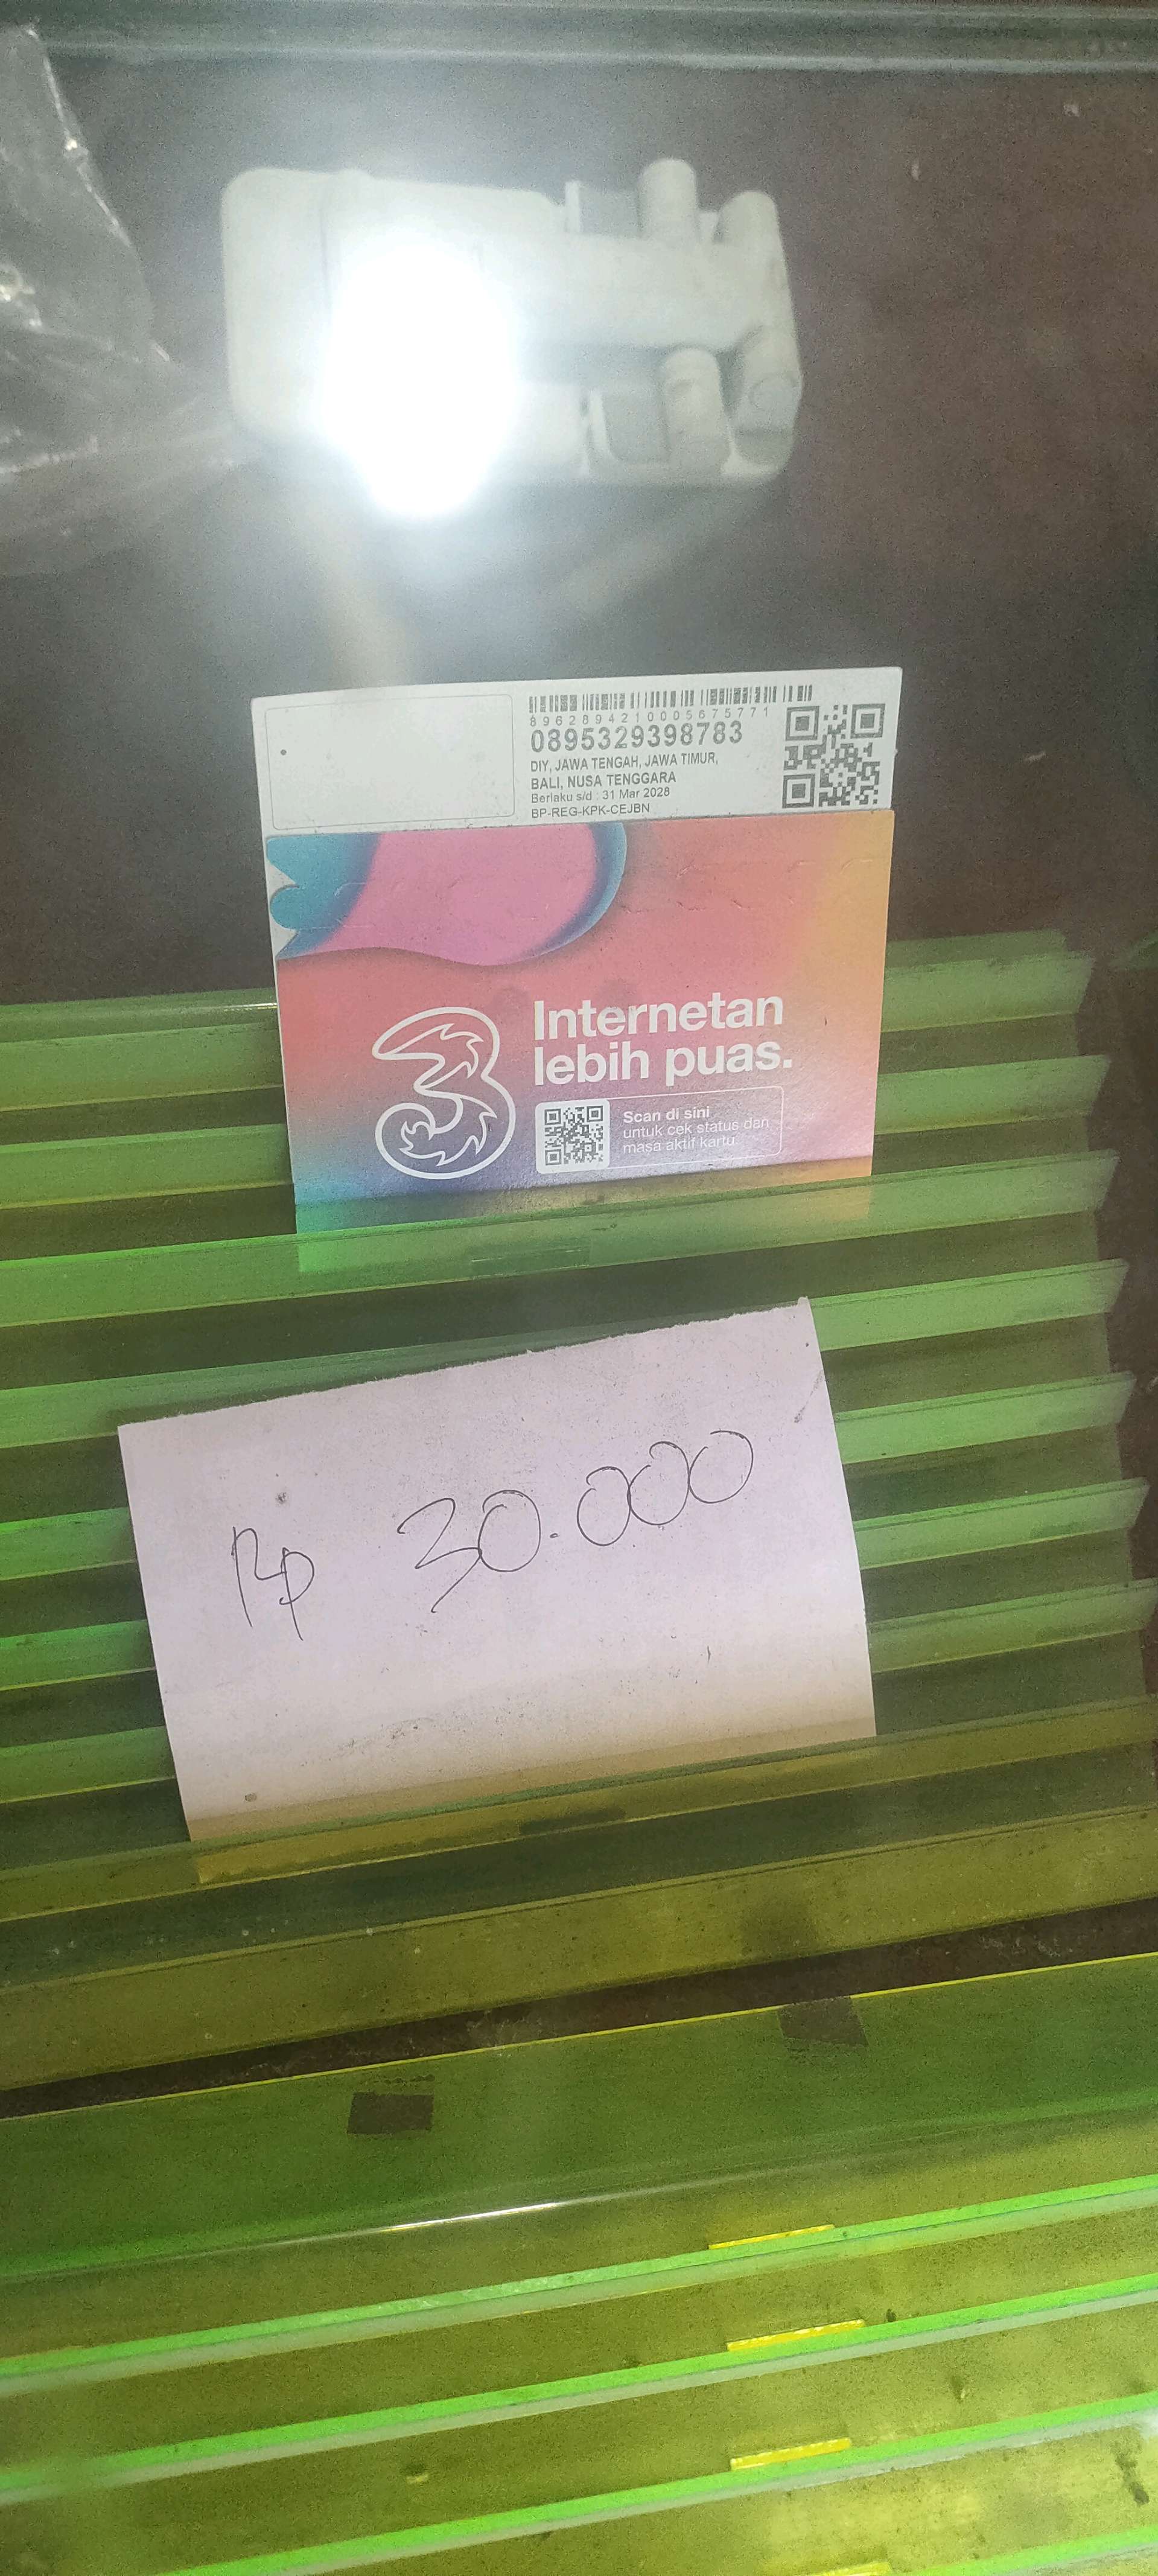 8962894210005675771
0895329398783
DIY, JAWA TENGAH, JAWA TIMUR,
BALI, NUSA TENGGARA
Berlaku s/d : 31 Mar 2028
BP-REG-KPK-CEJBN
3
Internetan
lebih puas.
Scan di sini
untuk cek status dan
masa aktif kartu.
Rp 30.000